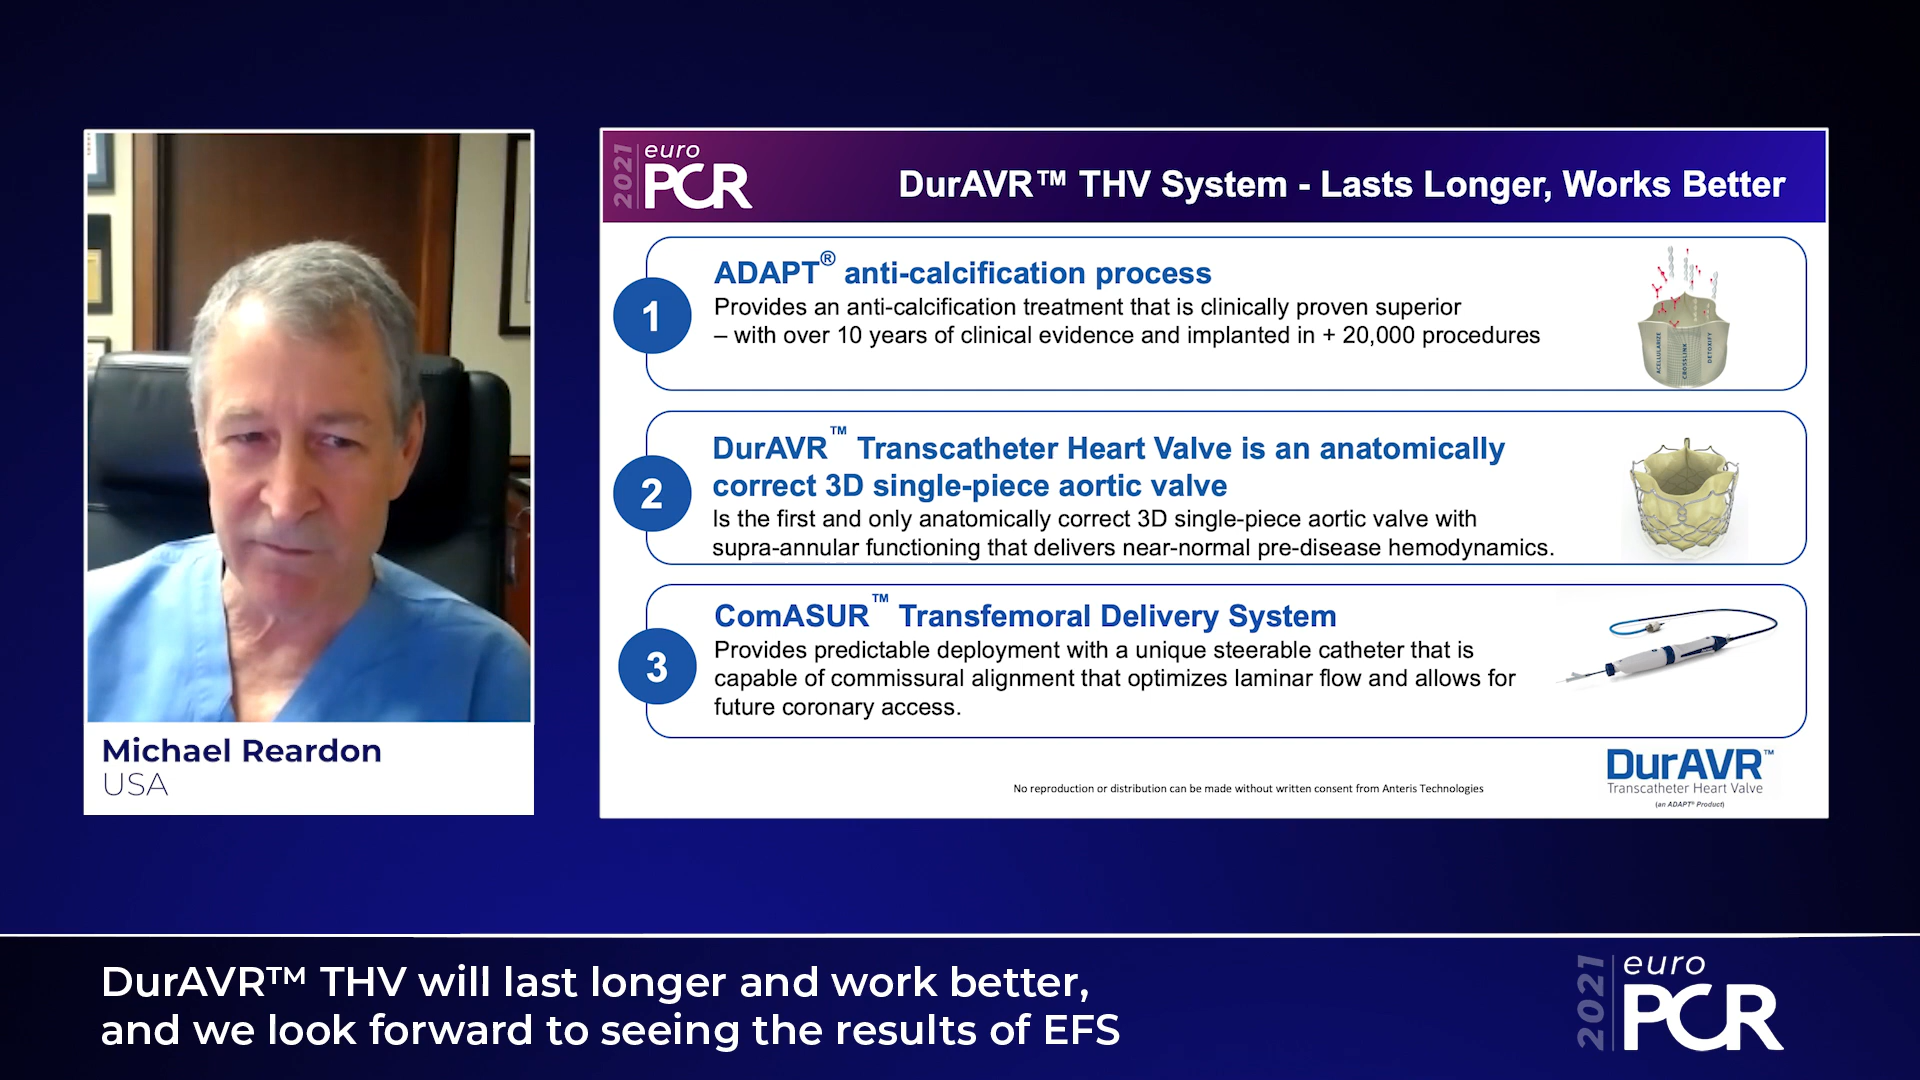 2021
euro
PCR
DurAVR™ THV System - Lasts Longer, Works Better
1
ADAPT® anti-calcification process
Provides an anti-calcification treatment that is clinically proven superior
– with over 10 years of clinical evidence and implanted in + 20,000 procedures
ACELLULARIZE
CROSSLINK
DETOXIFY
2
DurAVR™ Transcatheter Heart Valve is an anatomically
correct 3D single-piece aortic valve
Is the first and only anatomically correct 3D single-piece aortic valve with
supra-annular functioning that delivers near-normal pre-disease hemodynamics.
3
ComASUR™ Transfemoral Delivery System
Provides predictable deployment with a unique steerable catheter that is
capable of commissural alignment that optimizes laminar flow and allows for
future coronary access.
No reproduction or distribution can be made without written consent from Anteris Technologies
DurAVR™
Transcatheter Heart Valve
(an ADAPT® Product)
Michael Reardon
USA
DurAVR™ THV will last longer and work better,
and we look forward to seeing the results of EFS
2021
euro
PCR